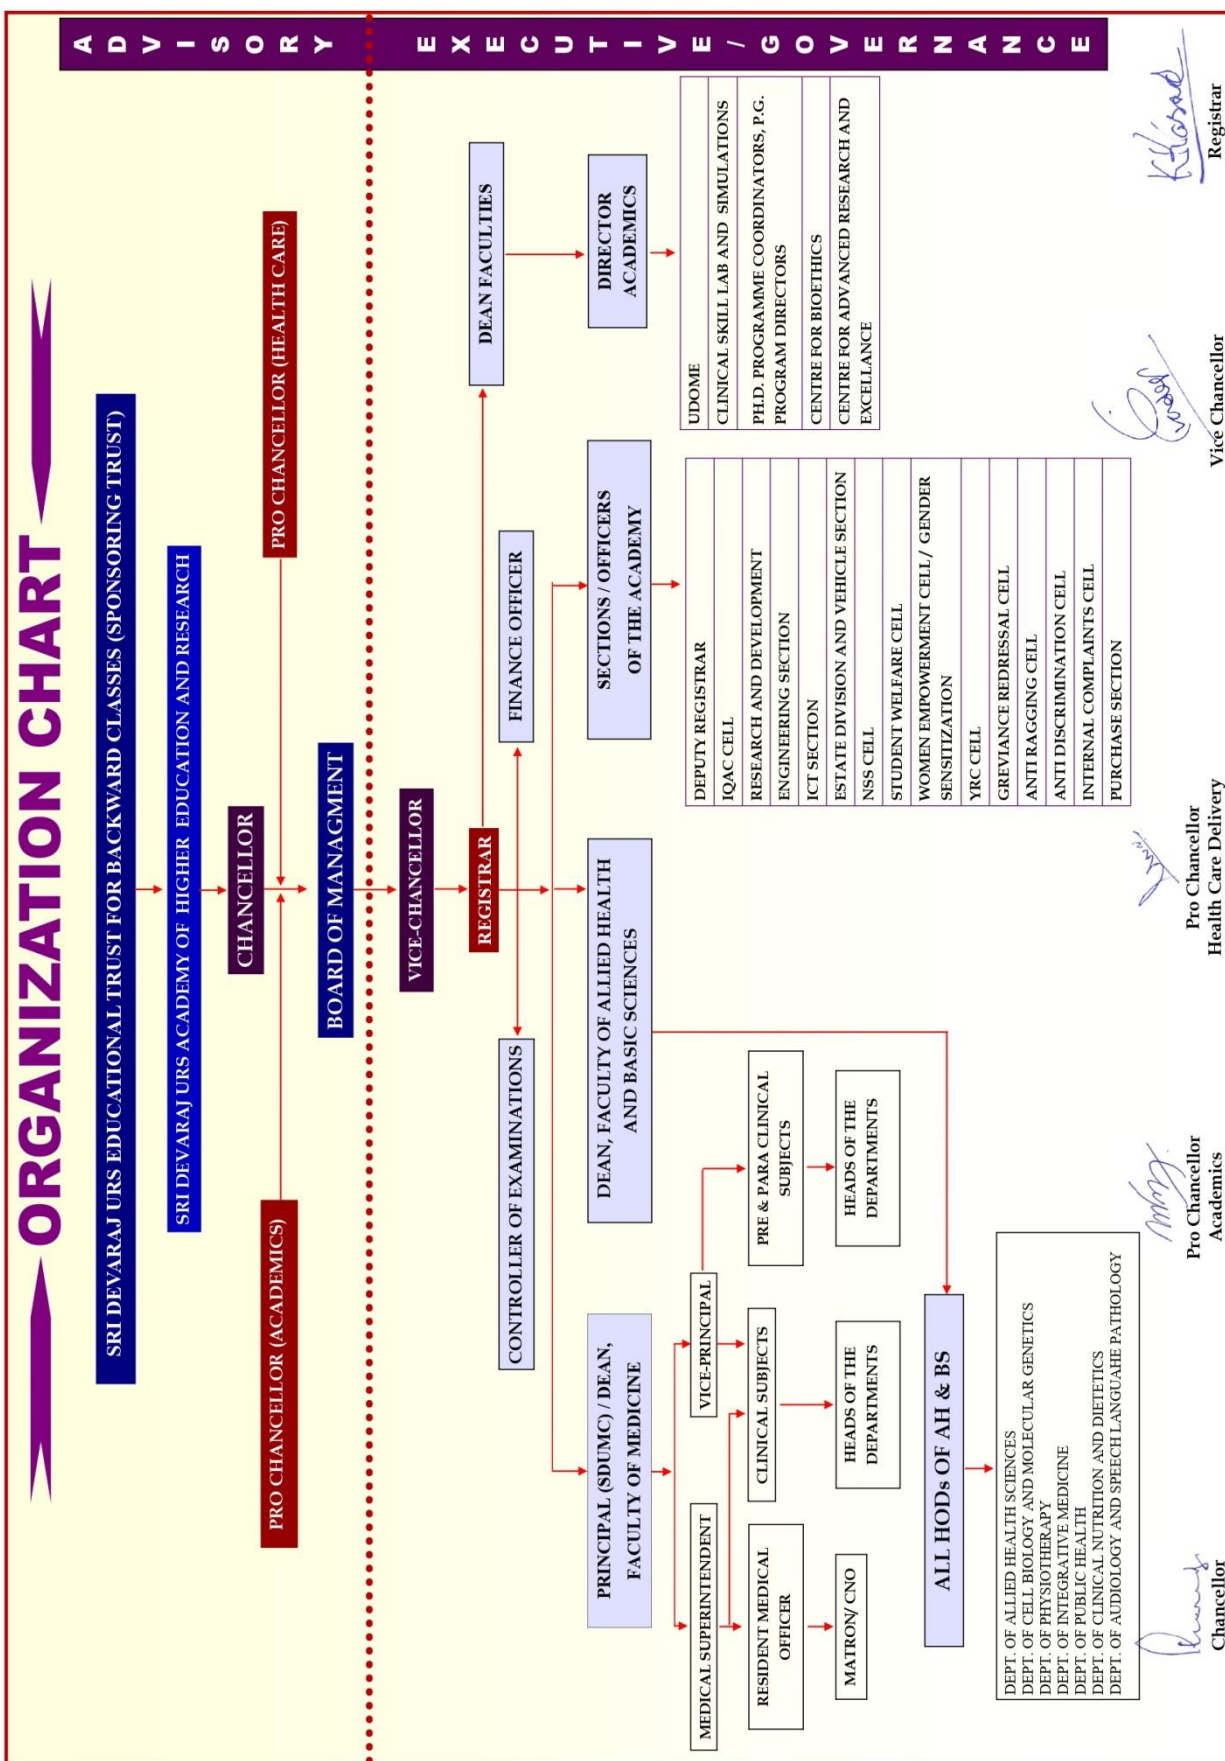 ORGANIZATION CHART
SRI DEVARAJ URS EDUCATIONAL TRUST FOR BACKWARD CLASSES (SPONSORING TRUST)
SRI DEVARAJ URS ACADEMY OF HIGHER EDUCATION AND RESEARCH
CHANCELLOR
PRO CHANCELLOR (ACADEMICS)
PRO CHANCELLOR (HEALTH CARE)
BOARD OF MANAGMENT
ADVISORY
VICE-CHANCELLOR
REGISTRAR
DEAN FACULTIES
CONTROLLER OF EXAMINATIONS
FINANCE OFFICER
EXECUTIVE/GOVERNANCE
PRINCIPAL (SDUMC) / DEAN,
FACULTY OF MEDICINE
DEAN, FACULTY OF ALLIED HEALTH
AND BASIC SCIENCES
SECTIONS / OFFICERS
OF THE ACADEMY
DIRECTOR
ACADEMICS
MEDICAL SUPERINTENDENT
VICE-PRINCIPAL
RESIDENT MEDICAL
OFFICER
CLINICAL SUBJECTS
PRE & PARA CLINICAL
SUBJECTS
MATRON/ CNO
HEADS OF THE
DEPARTMENTS
HEADS OF THE
DEPARTMENTS
DEPUTY REGISTRAR
IQAC CELL
RESEARCH AND DEVELOPMENT
ENGINEERING SECTION
ICT SECTION
ESTATE DIVISION AND VEHICLE SECTION
NSS CELL
STUDENT WELFARE CELL
WOMEN EMPOWERMENT CELL/ GENDER
SENSITIZATION
YRC CELL
GREVIANCE REDRESSAL CELL
ANTI RAGGING CELL
ANTI DISCRIMINATION CELL
INTERNAL COMPLAINTS CELL
PURCHASE SECTION
UDOME
CLINICAL SKILL LAB AND SIMULATIONS
PH.D. PROGRAMME COORDINATORS, P.G.
PROGRAM DIRECTORS
CENTRE FOR BIOETHICS
CENTRE FOR ADVANCED RESEARCH AND
EXCELLANCE
ALL HODs OF AH & BS
DEPT. OF ALLIED HEALTH SCIENCES
DEPT. OF CELL BIOLOGY AND MOLECULAR GENETICS
DEPT. OF PHYSIOTHERAPY
DEPT. OF INTEGRATIVE MEDICINE
DEPT. OF PUBLIC HEALTH
DEPT. OF CLINICAL NUTRITION AND DIETETICS
DEPT. OF AUDIOLOGY AND SPEECH LANGUAHE PATHOLOGY
Chancellor
Pro Chancellor
Academics
Pro Chancellor
Health Care Delivery
Vice Chancellor
Registrar